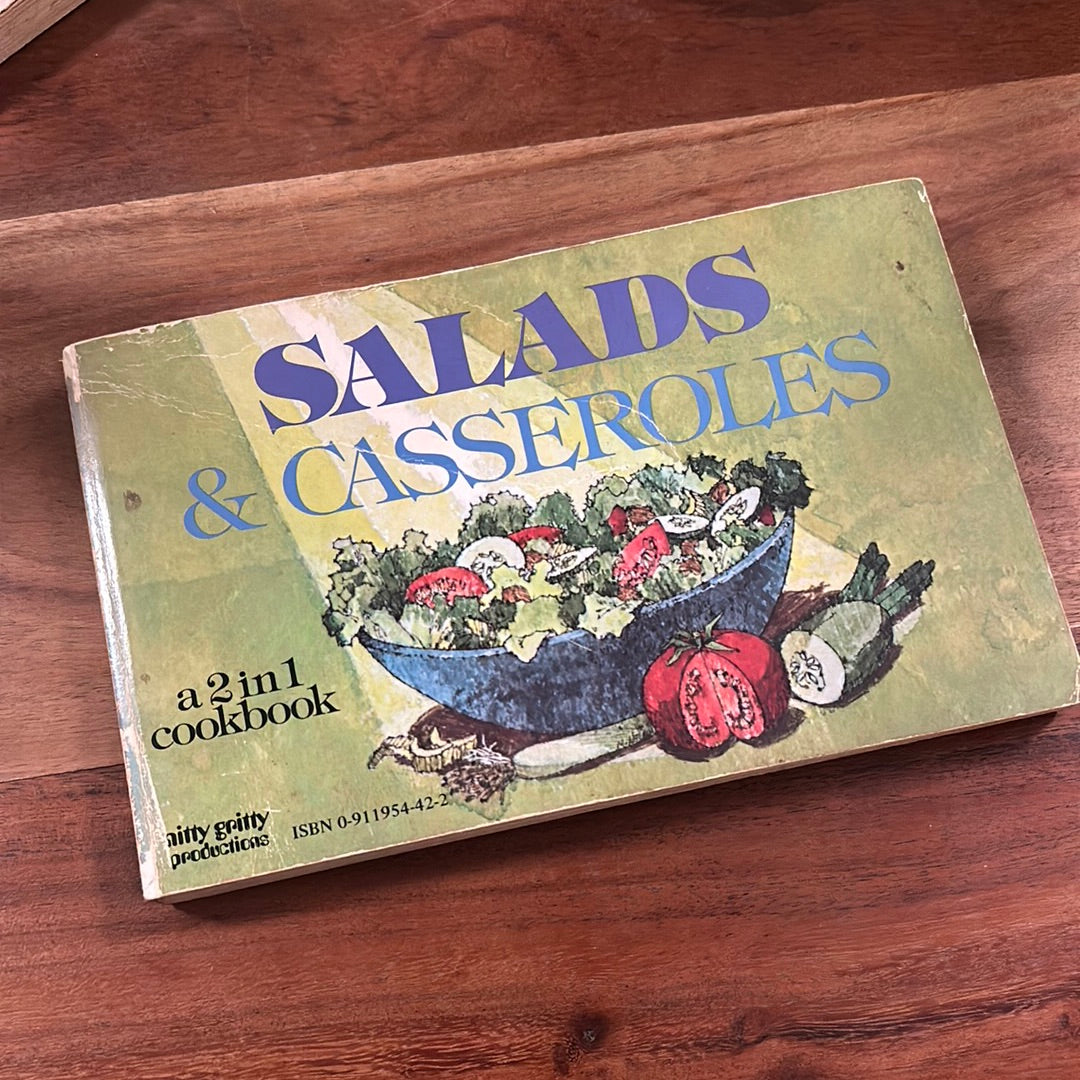 SALADS
& CASSEROLES
a 2 in 1
cookbook
nitty gritty
productions
ISBN 0-911954-42-2